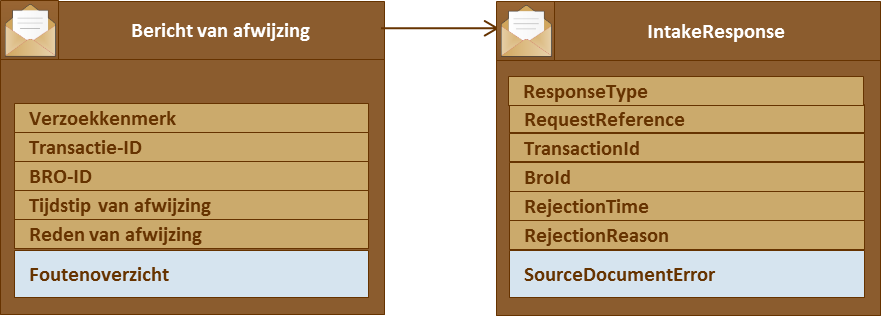 Bericht van afwijzing
Verzoekkenmerk
Transactie-ID
BRO-ID
Tijdstip van afwijzing
Reden van afwijzing
Foutenoverzicht
IntakeResponse
ResponseType
RequestReference
TransactionId
BroId
RejectionTime
RejectionReason
SourceDocumentError